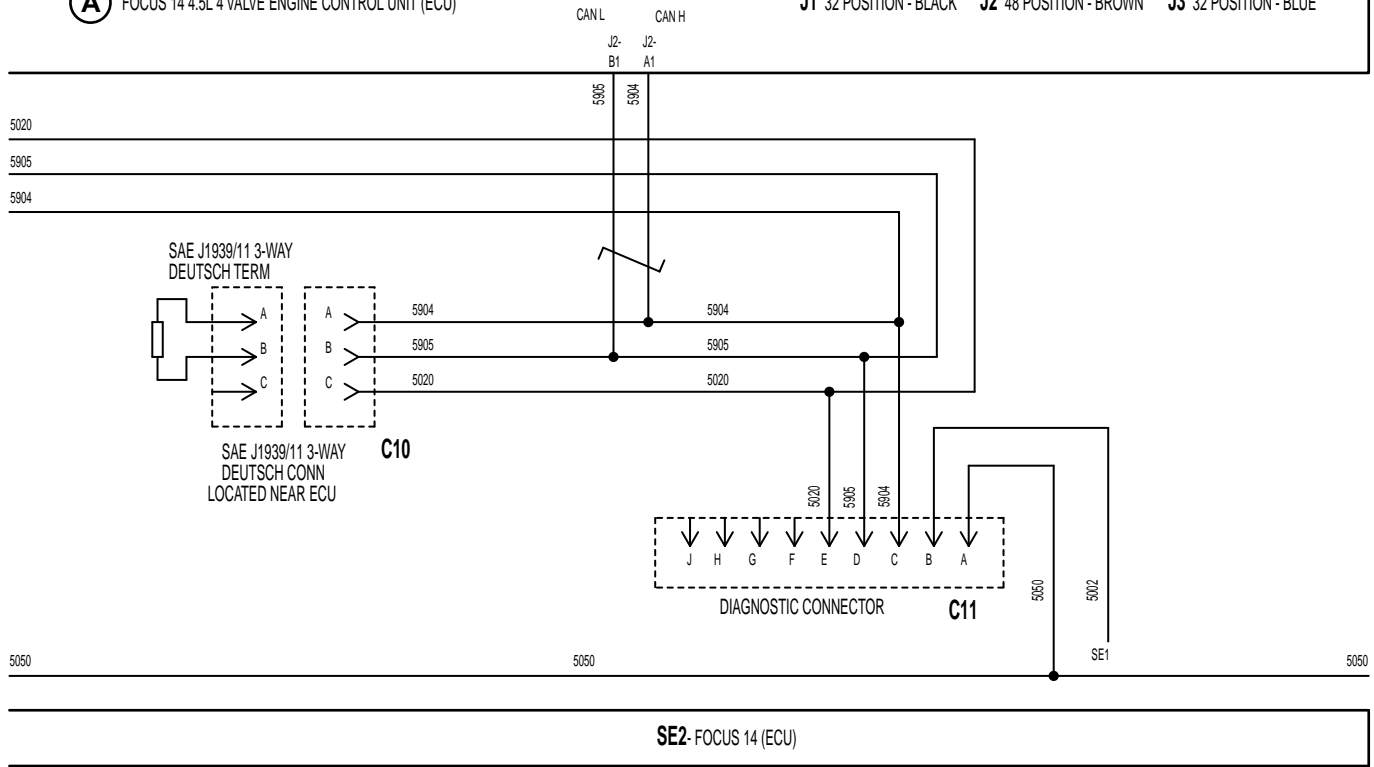 A FOCUS 14 4.5L 4 VALVE ENGINE CONTROL UNIT (ECU)
J1 32 POSITION - BLACK J2 48 POSITION - BROWN J3 32 POSITION - BLUE
CAN L CAN H
J2- J2-
B1 A1
5905 5904
5020
5905
5904
SAE J1939/11 3-WAY
DEUTSCH TERM
A A 5904 5904
B B 5905 5905
C C 5020 5020
C10
SAE J1939/11 3-WAY
DEUTSCH CONN
LOCATED NEAR ECU
5020 5905 5904
J H G F E D C B A
DIAGNOSTIC CONNECTOR C11
5050 5002
SE1
5050 5050 5050
SE2- FOCUS 14 (ECU)